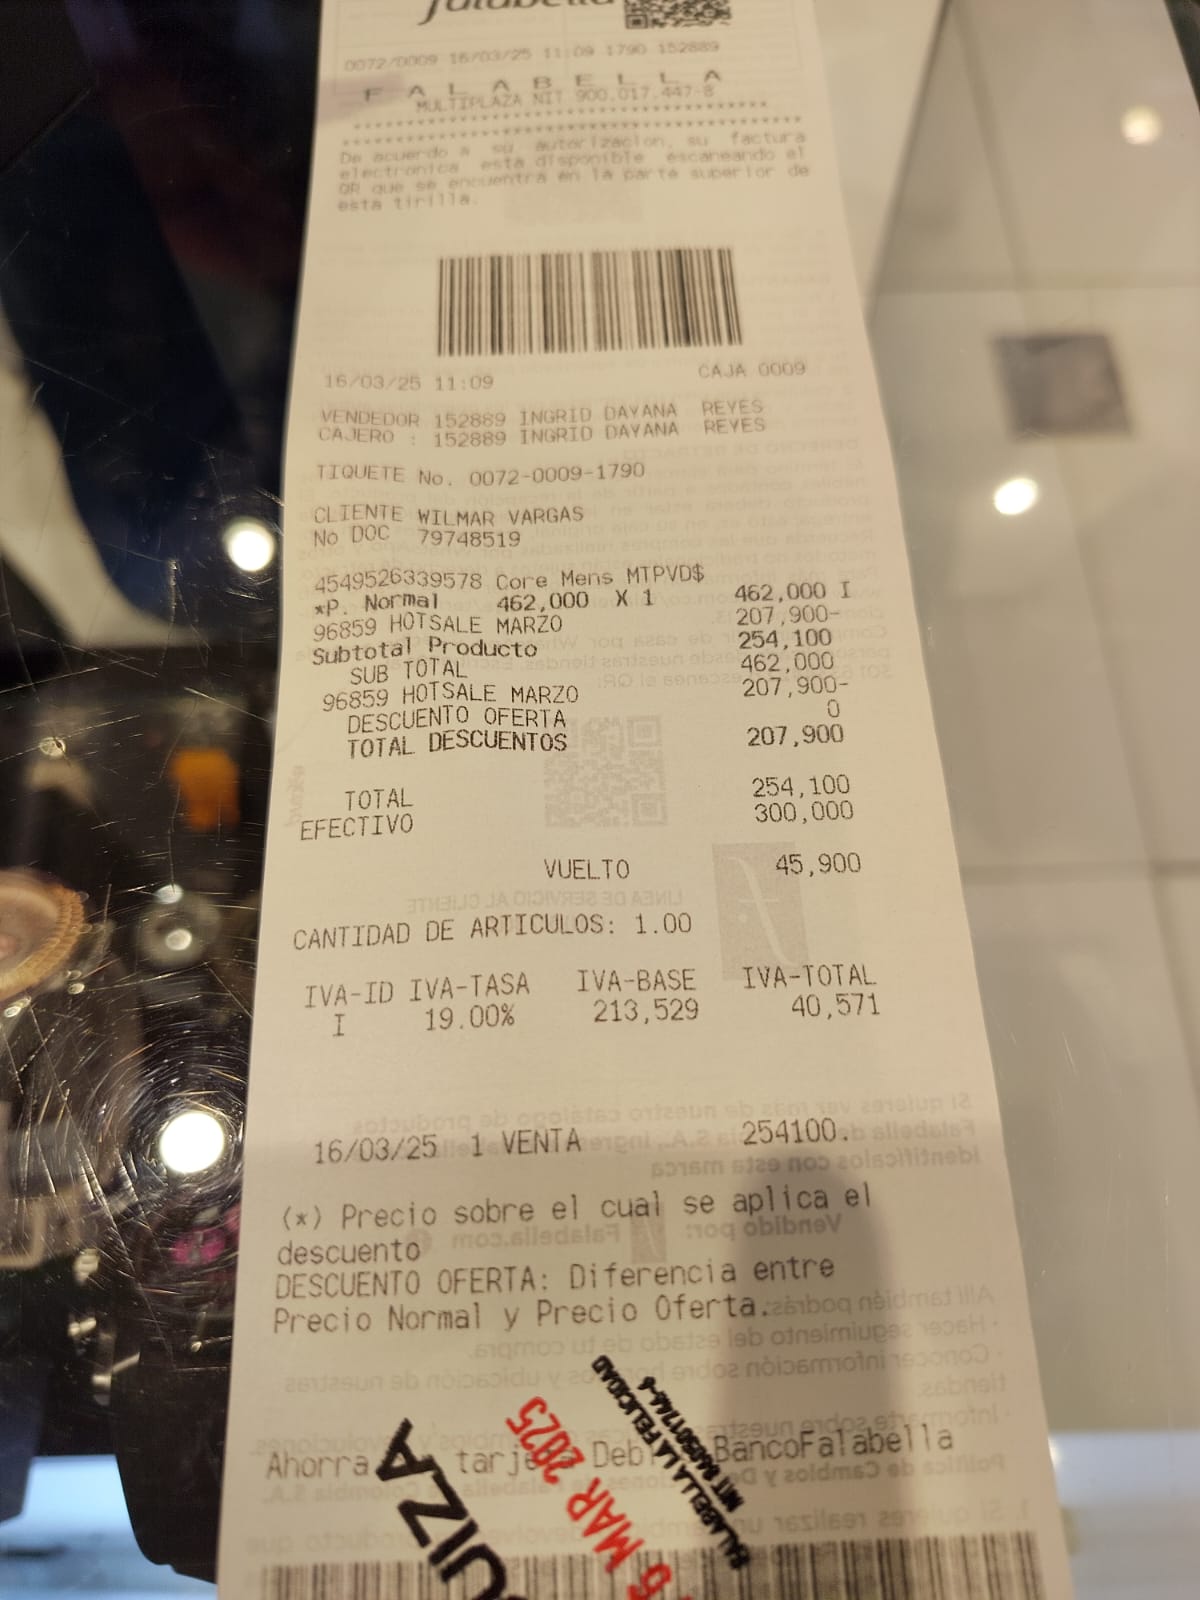 falabella
0072/0009 16/03/25 11:09 1790 152889
F A L A B E L L A
MULTIPLAZA NIT 900.017.447-8
De acuerdo a su autorizacion, su factura
electronica esta disponible escaneando el
QR que se encuentra en la parte superior de
esta tirilla.
16/03/25 11:09 CAJA 0009
VENDEDOR 152889 INGRID DAYANA REYES
CAJERO : 152889 INGRID DAYANA REYES
TIQUETE No. 0072-0009-1790
CLIENTE WILMAR VARGAS
No DOC 79748519
4549526339578 Core Mens MTPVD$
*P. Normal 462,000 X 1 462,000 I
96859 HOTSALE MARZO 207,900-
Subtotal Producto 254,100
SUB TOTAL 462,000
96859 HOTSALE MARZO 207,900-
DESCUENTO OFERTA 0
TOTAL DESCUENTOS 207,900
TOTAL 254,100
EFECTIVO 300,000
VUELTO 45,900
CANTIDAD DE ARTICULOS: 1.00
IVA-ID IVA-TASA IVA-BASE IVA-TOTAL
I 19.00% 213,529 40,571
16/03/25 1 VENTA 254100.
(*) Precio sobre el cual se aplica el
descuento
DESCUENTO OFERTA: Diferencia entre
Precio Normal y Precio Oferta.
Ahorra tarje Deb BancoFalabella
FALABELLA LA FELICIDAD
6 MAR 2025
UIZA